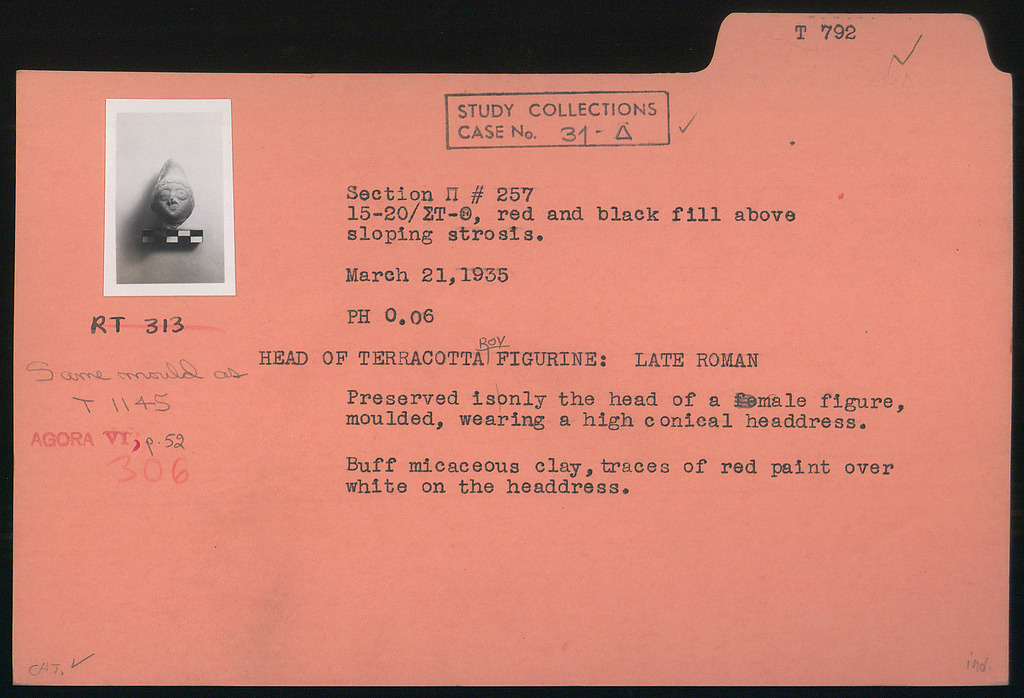 T 792
STUDY COLLECTIONS
CASE No. 31-Δ
Section Π # 257
15-20/ΣΤ-Θ, red and black fill above
sloping strosis.
March 21,1935
PH 0.06
RT 313
BOY
HEAD OF TERRACOTTA FIGURINE: LATE ROMAN
Same mould as
T 1145
AGORA VI, p. 52
306
Preserved is only the head of a male figure,
moulded, wearing a high conical headdress.
Buff micaceous clay, traces of red paint over
white on the headdress.
CAT.
ind.